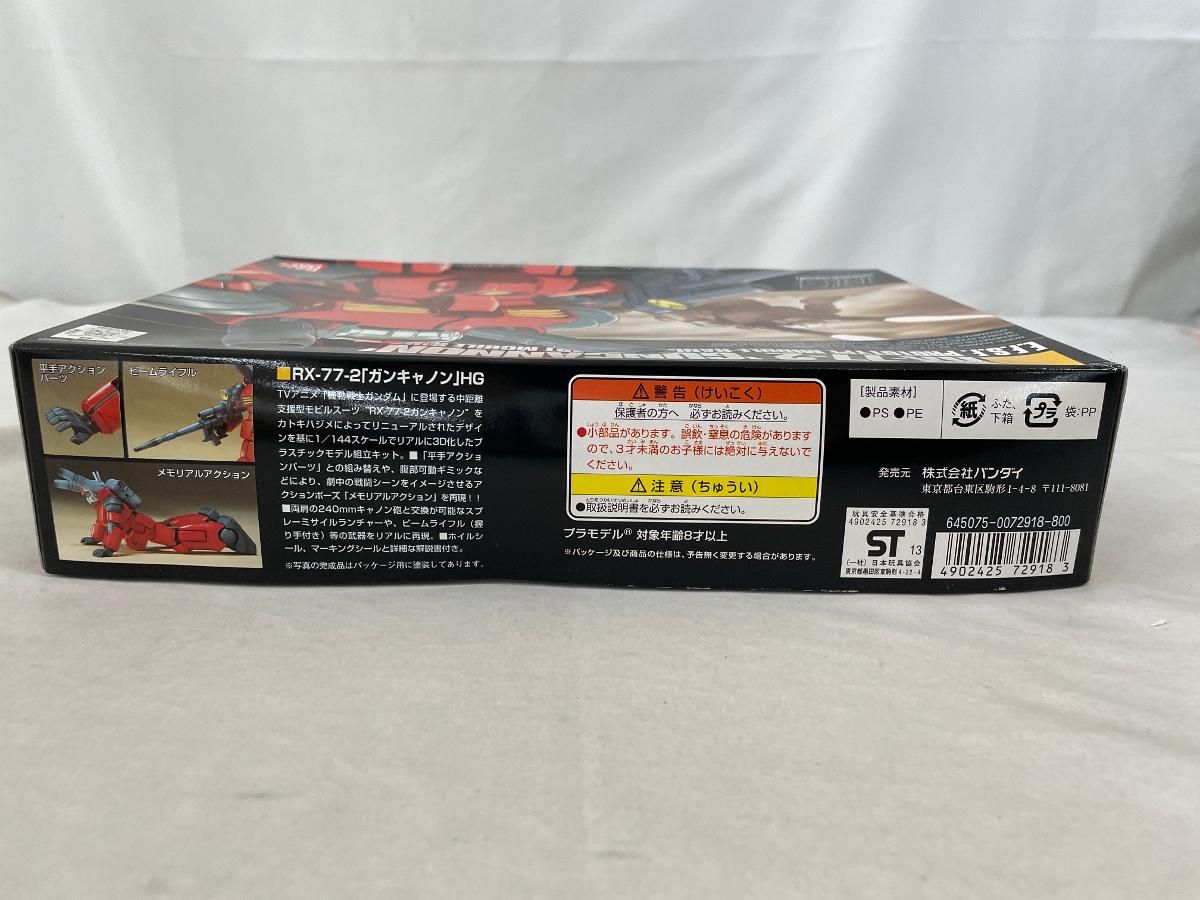 平手アクション
パーツ
ビームライフル
メモリアルアクション
RX-77-2「ガンキャノン」HG
TVアニメ「機動戦士ガンダム」に登場する中距離
支援型モビルスーツ"RX-77-2ガンキャノン"を
カトキハジメによってリニューアルされたデザイ
ンを基に1/144スケールでリアルに3D化したプ
ラスチックモデル組立キット。■「平手アクショ
ンパーツ」との組み替えや、腹部可動ギミックな
どにより、劇中の戦闘シーンをイメージさせるア
クションポーズ「メモリアルアクション」を再現!!
■両肩の240mmキャノン砲と交換が可能なスプ
レーミサイルランチャーや、ビームライフル(握
り手付き)等の武器をリアルに再現。■ホイルシ
ール、マーキングシールと詳細な解説書付き。
※写真の完成品はパッケージ用に塗装してあります。
警告(けいこく)
保護者の方へ 必ずお読みください。
●小部品があります。誤飲・窒息の危険があります
ので、3才未満のお子様には絶対に与えないで
ください。
注意(ちゅうい)
●取扱説明書を必ずお読みください。
プラモデル® 対象年齢8才以上
※パッケージ及び商品の仕様は、予告無く変更する場合があります。
[製品素材]
●PS ●PE
紙
ふた、
下箱
プラ
袋:PP
発売元 株式会社バンダイ
東京都台東区駒形1-4-8 〒111-8081
玩具安全基準合格
4902425 72918 3
ST 13
(一社)日本玩具協会
東京都墨田区東駒形4-22-4
645075-0072918-800
4902425 729183